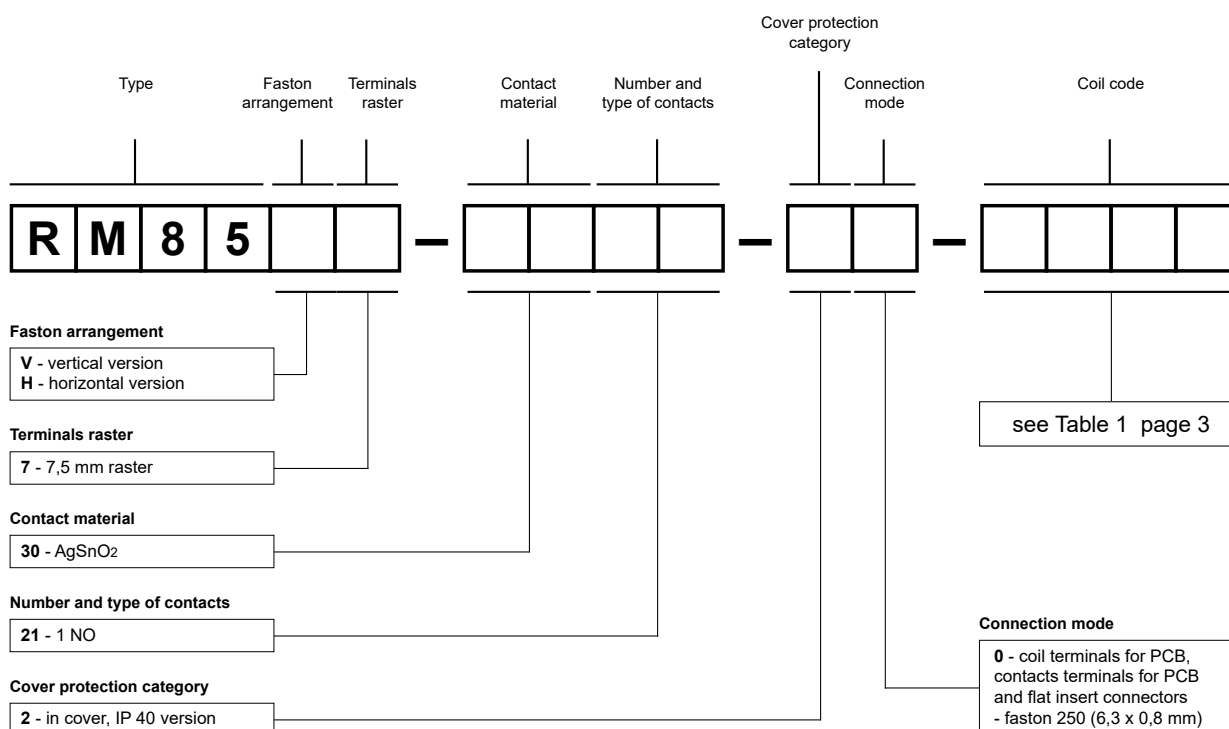 Cover protection
category
Type
Faston
arrangement
Terminals
raster
Contact
material
Number and
type of contacts
Connection
mode
Coil code
R M 8 5 – – –
Faston arrangement
V - vertical version
H - horizontal version
Terminals raster
7 - 7,5 mm raster
Contact material
30 - AgSnO2
Number and type of contacts
21 - 1 NO
Cover protection category
2 - in cover, IP 40 version
see Table 1 page 3
Connection mode
0 - coil terminals for PCB,
contacts terminals for PCB
and flat insert connectors
- faston 250 (6,3 x 0,8 mm)